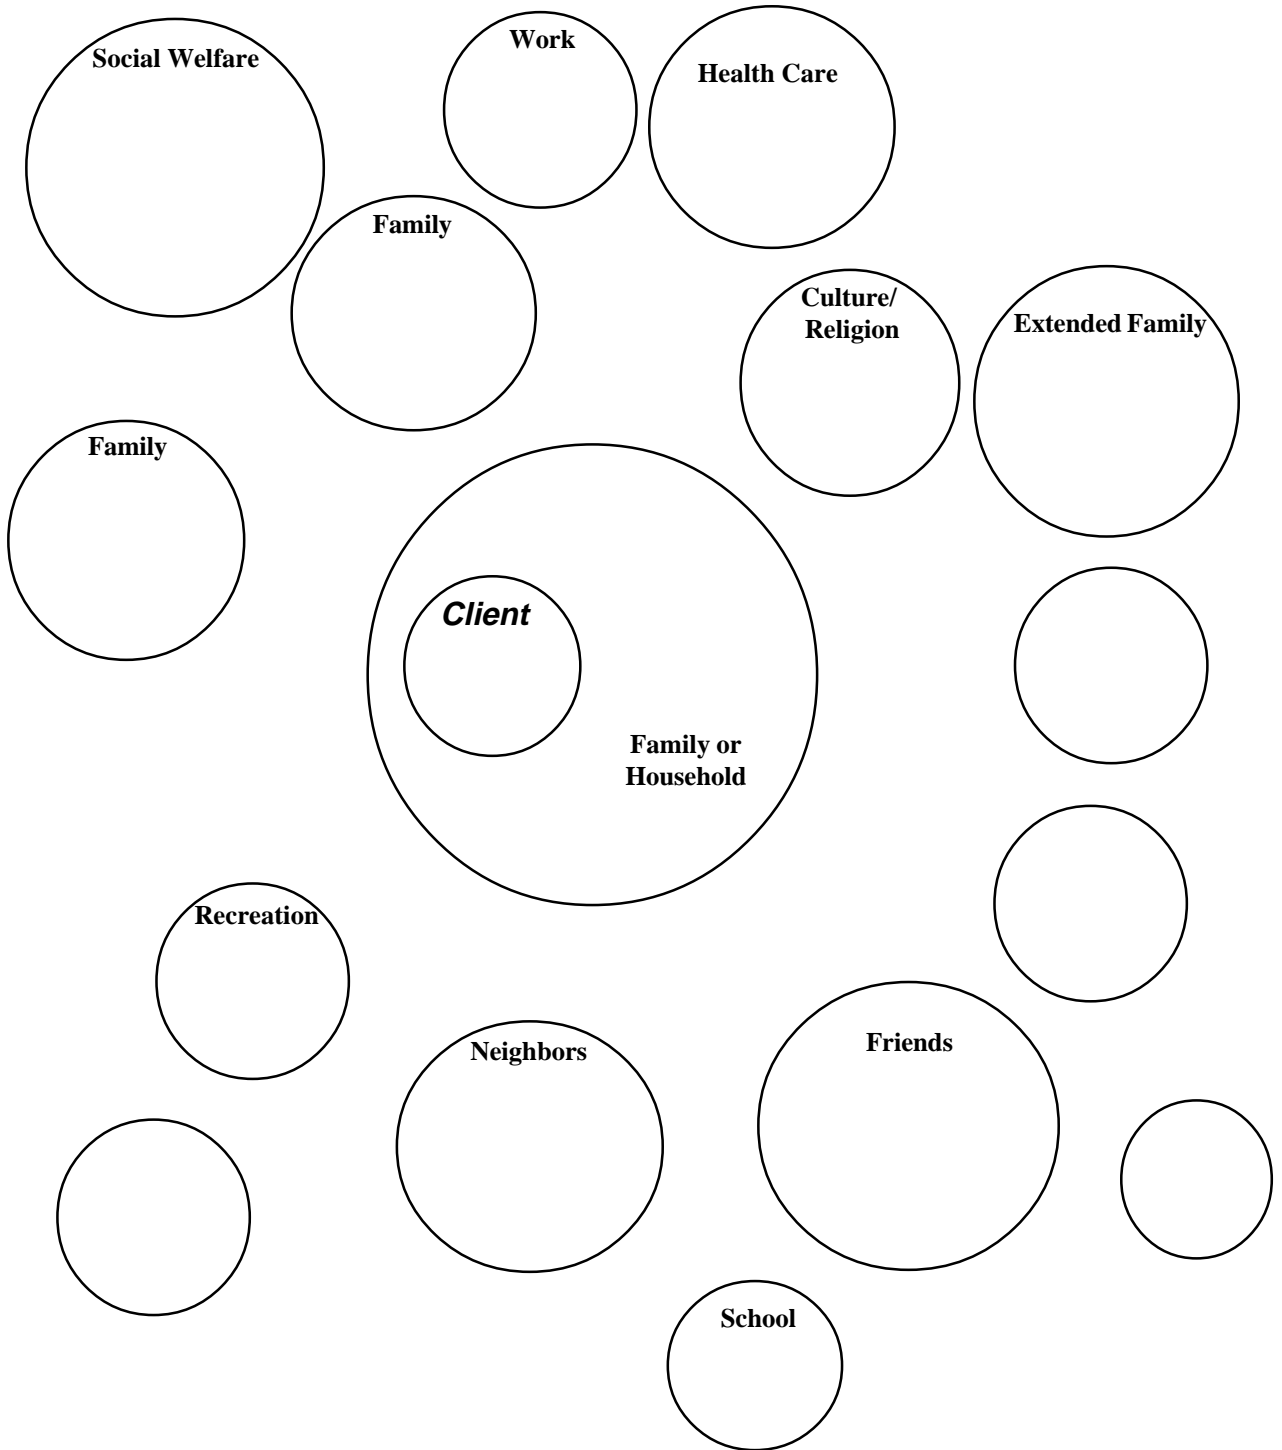 Social Welfare
Work
Health Care
Family
Culture/
Religion
Extended Family
Family
Client
Family or
Household
Recreation
Neighbors
Friends
School